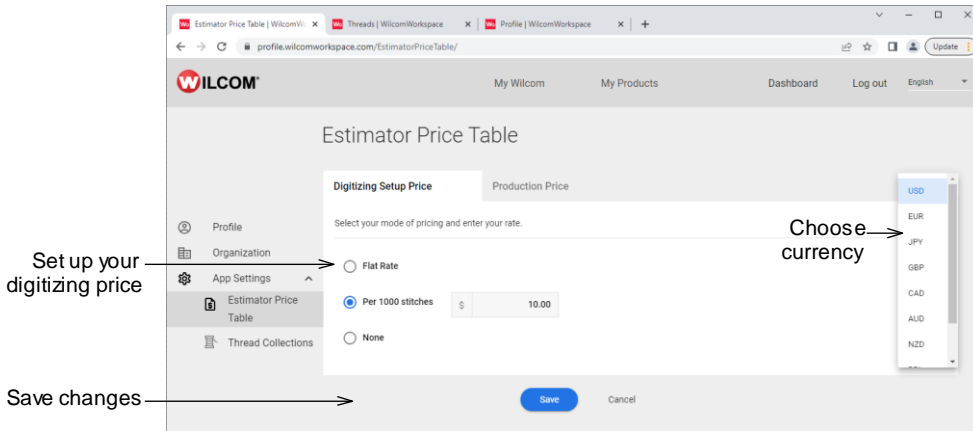 Estimator Price Table | WilcomWo
Threads | WilcomWorkspace
Profile | WilcomWorkspace
profile.wilcomworkspace.com/EstimatorPriceTable/
Update
WILCOM
My Wilcom
My Products
Dashboard
Log out
English
Estimator Price Table
Digitizing Setup Price
Production Price
Select your mode of pricing and enter your rate.
Profile
Organization
App Settings
Estimator Price
Table
Thread Collections
Set up your
digitizing price
Flat Rate
Per 1000 stitches
$ 10.00
None
Choose
currency
USD
EUR
JPY
GBP
CAD
AUD
NZD
Save changes
Save
Cancel